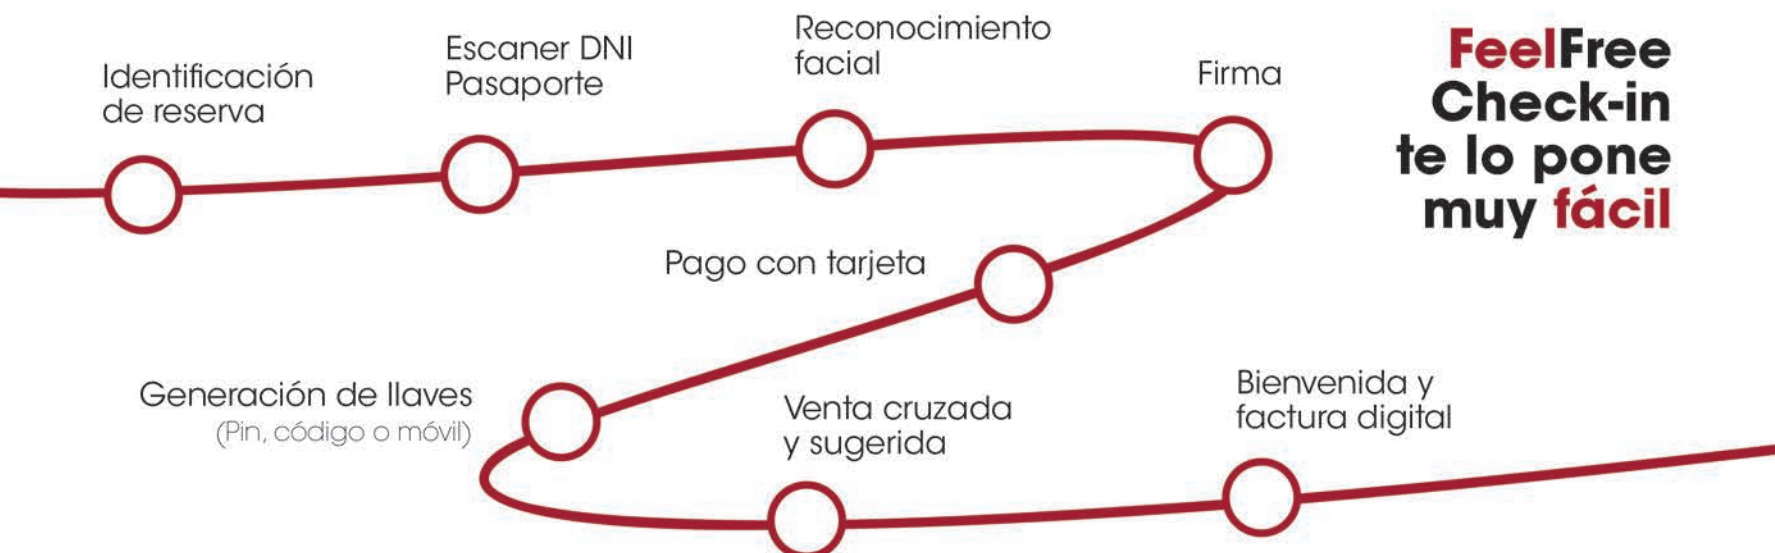 Identificación
de reserva
Escaner DNI
Pasaporte
Reconocimiento
facial
Firma
FeelFree
Check-in
te lo pone
muy fácil
Pago con tarjeta
Generación de llaves
(Pin, código o móvil)
Venta cruzada
y sugerida
Bienvenida y
factura digital